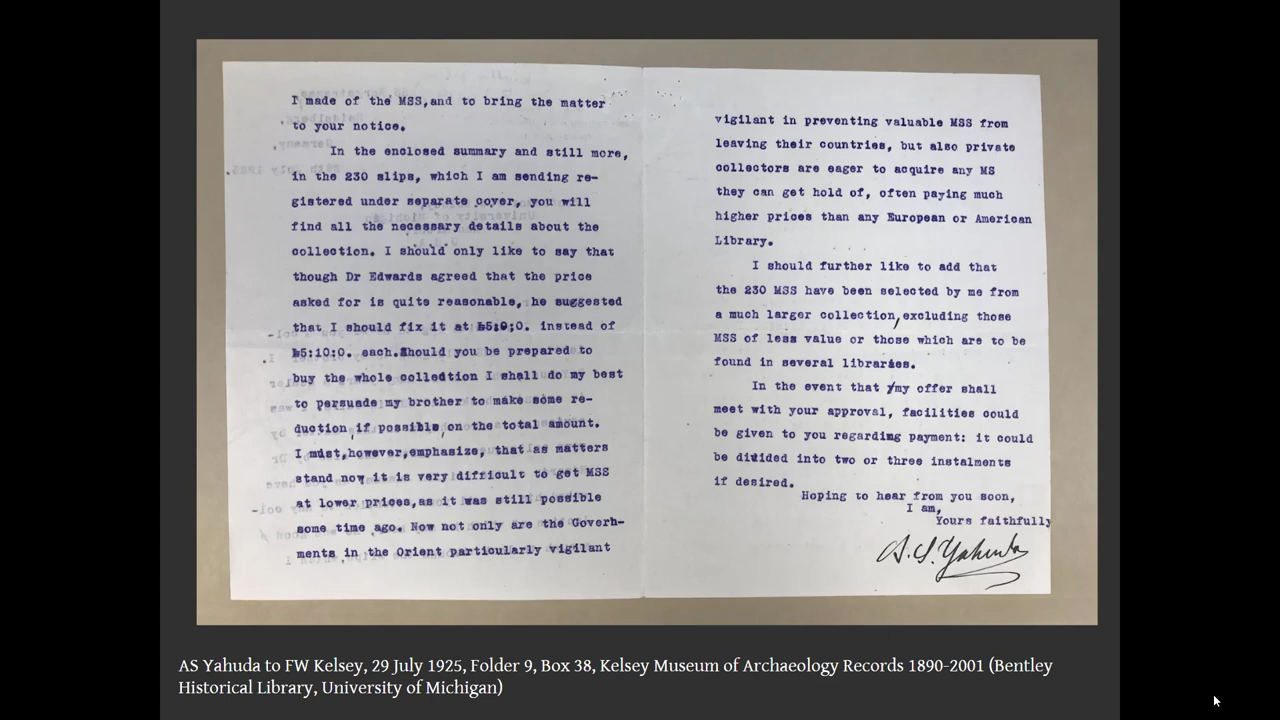 I made of the MSS,and to bring the matter
to your notice.
In the enclosed summary and still more,
in the 230 slips, which I am sending re-
gistered under separate cover, you will
find all the necessary details about the
collection. I should only like to say that
though Dr Edwards agreed that the price
asked for is quite reasonable, he suggested
that I should fix it at £5:0:0. instead of
£5:10:0. each.Should you be prepared to
buy the whole colledtion I shall do my best
to persuade my brother to make some re-
duction,if possible,on the total amount.
I must,however,emphasize, that as matters
stand now it is very difficult to get MSS
at lower prices,as it was still possible
some time ago. Now not only are the Govern-
ments in the Orient particularly vigilant
vigilant in preventing valuable MSS from
leaving their countries, but also private
collectors are eager to acquire any MS
they can get hold of, often paying much
higher prices than any European or American
Library.
I should further like to add that
the 230 MSS have been selected by me from
a much larger collection,excluding those
MSS of less value or those which are to be
found in several libraries.
In the event that my offer shall
meet with your approval, facilities could
be given to you regarding payment: it could
be divided into two or three instalments
if desired.
Hoping to hear from you soon,
I am,
Yours faithfully
A.S. Yahuda
AS Yahuda to FW Kelsey, 29 July 1925, Folder 9, Box 38, Kelsey Museum of Archaeology Records 1890-2001 (Bentley
Historical Library, University of Michigan)